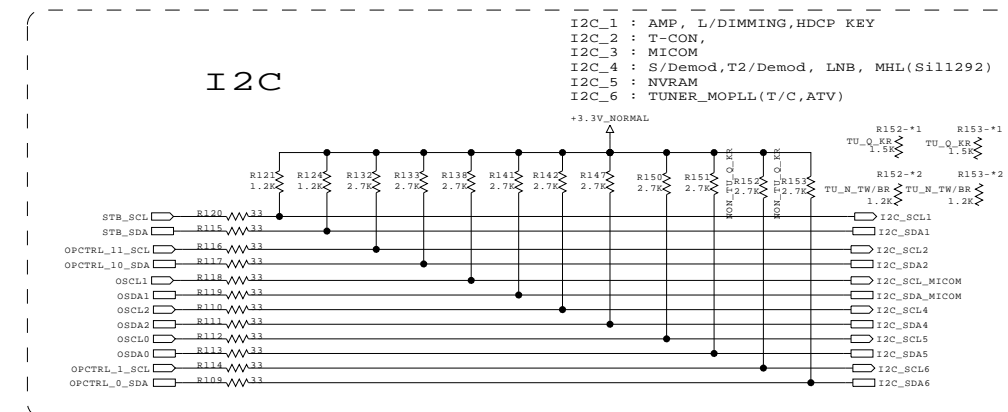 I2C_1 : AMP, L/DIMMING,HDCP KEY
I2C_2 : T-CON,
I2C_3 : MICOM
I2C_4 : S/Demod,T2/Demod, LNB, MHL(Sil1292)
I2C_5 : NVRAM
I2C_6 : TUNER_MOPLL(T/C,ATV)
I2C
+3.3V_NORMAL
R152-*1
TU_Q_KR
1.5K
R153-*1
TU_Q_KR
1.5K
R152-*2
TU_N_TW/BR
1.2K
R153-*2
TU_N_TW/BR
1.2K
R121
1.2K
R124
1.2K
R132
2.7K
R133
2.7K
R138
2.7K
R141
2.7K
R142
2.7K
R147
2.7K
R150
2.7K
R151
2.7K
NON_TU_Q_KR
R152
2.7K
NON_TU_Q_KR
R153
2.7K
STB_SCL R120 33 I2C_SCL1
STB_SDA R115 33 I2C_SDA1
OPCTRL_11_SCL R116 33 I2C_SCL2
OPCTRL_10_SDA R117 33 I2C_SDA2
OSCL1 R118 33 I2C_SCL_MICOM
OSDA1 R119 33 I2C_SDA_MICOM
OSCL2 R110 33 I2C_SCL4
OSDA2 R111 33 I2C_SDA4
OSCL0 R112 33 I2C_SCL5
OSDA0 R113 33 I2C_SDA5
OPCTRL_1_SCL R114 33 I2C_SCL6
OPCTRL_0_SDA R109 33 I2C_SDA6